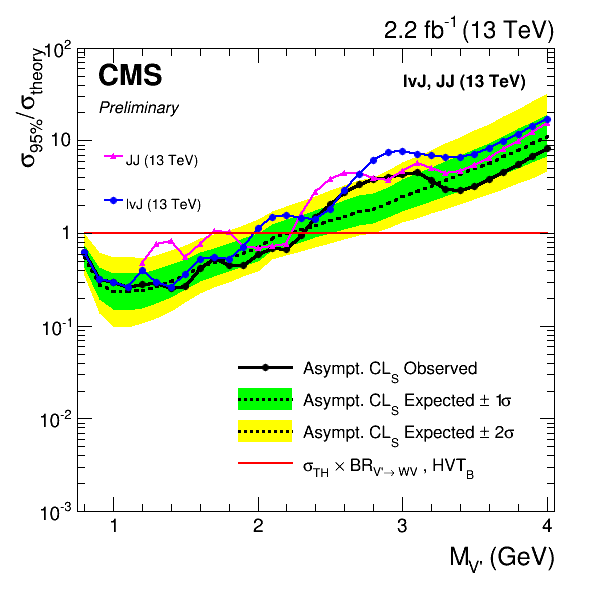 2.2 fb⁻¹ (13 TeV)
CMS
Preliminary
lνJ, JJ (13 TeV)
JJ (13 TeV)
lνJ (13 TeV)
σ₉₅%/σtheory
10²
10
1
10⁻¹
10⁻²
10⁻³
Asympt. CLS Observed
Asympt. CLS Expected ± 1σ
Asympt. CLS Expected ± 2σ
σTH × BRV'→ WV , HVTB
1 2 3 4
MV' (GeV)